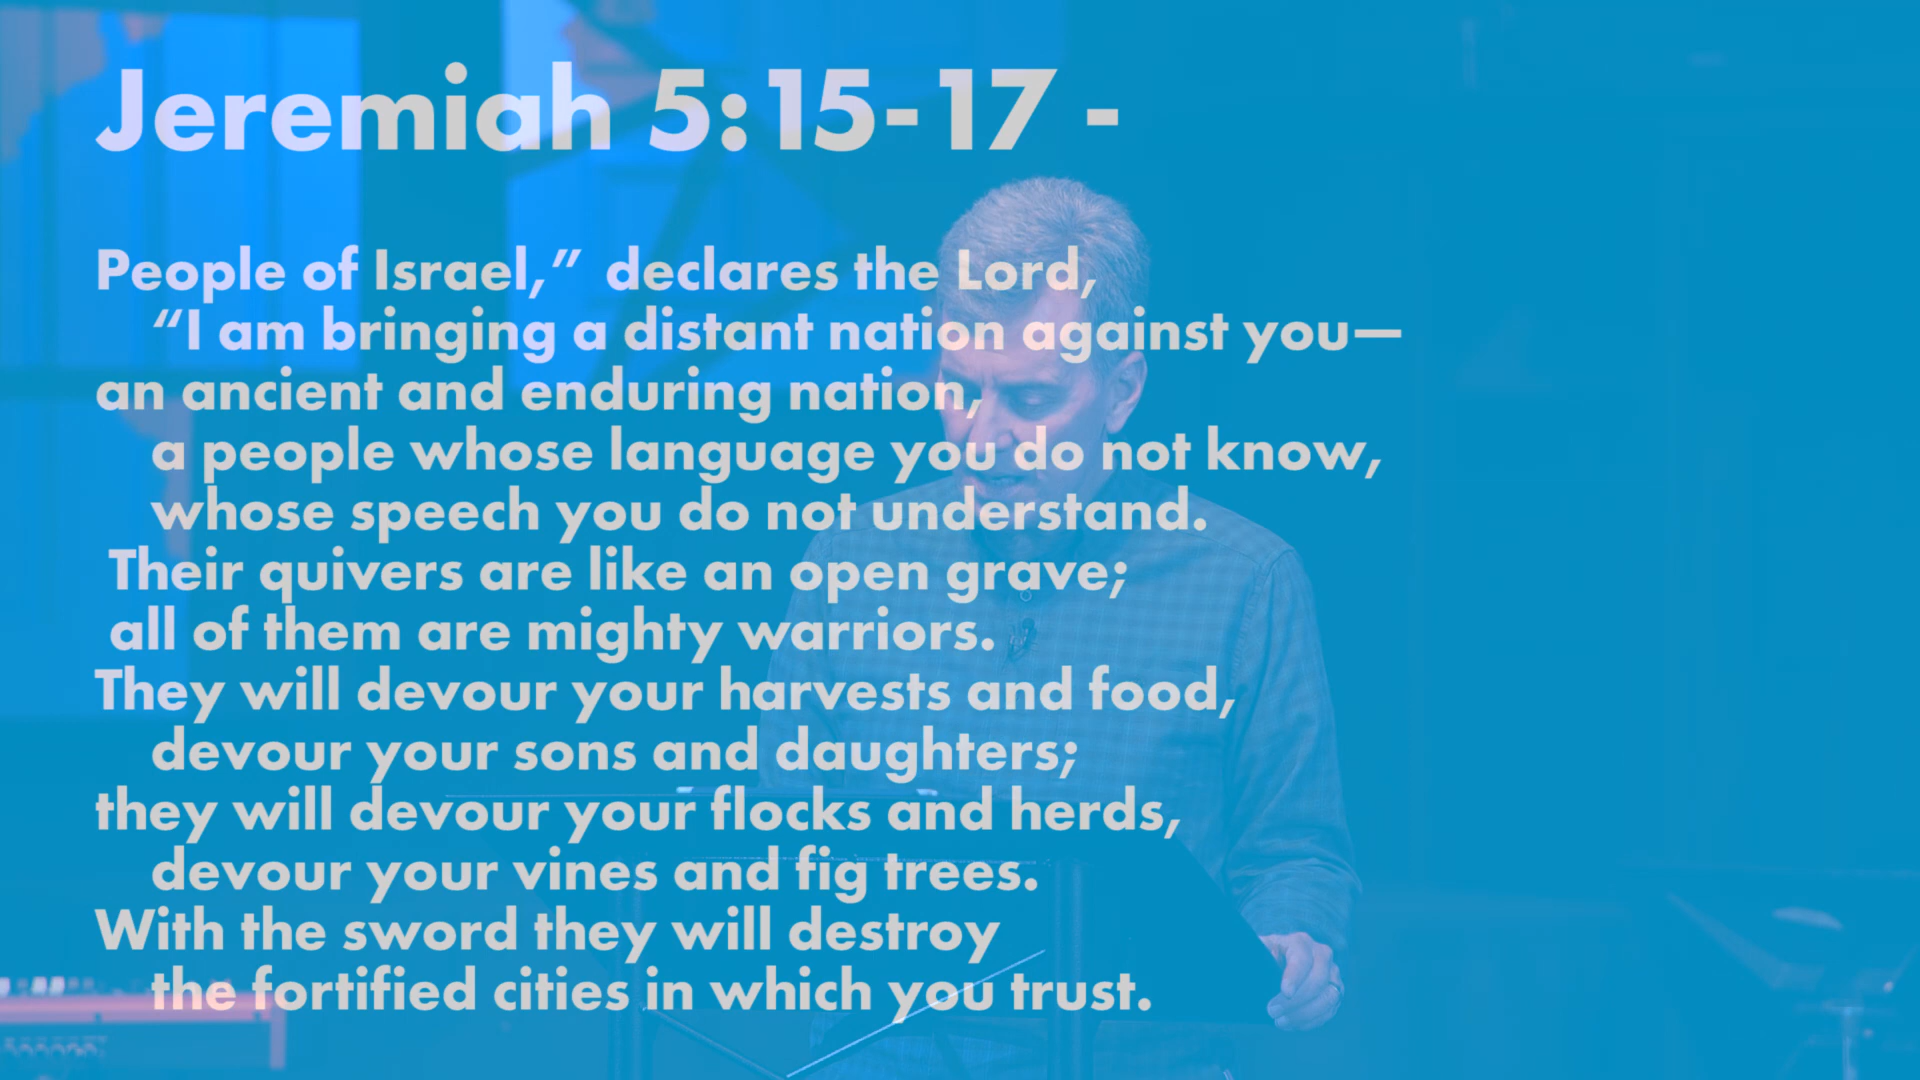 Jeremiah 5:15-17 -
People of Israel,” declares the Lord,
“I am bringing a distant nation against you—
an ancient and enduring nation,
a people whose language you do not know,
whose speech you do not understand.
Their quivers are like an open grave;
all of them are mighty warriors.
They will devour your harvests and food,
devour your sons and daughters;
they will devour your flocks and herds,
devour your vines and fig trees.
With the sword they will destroy
the fortified cities in which you trust.